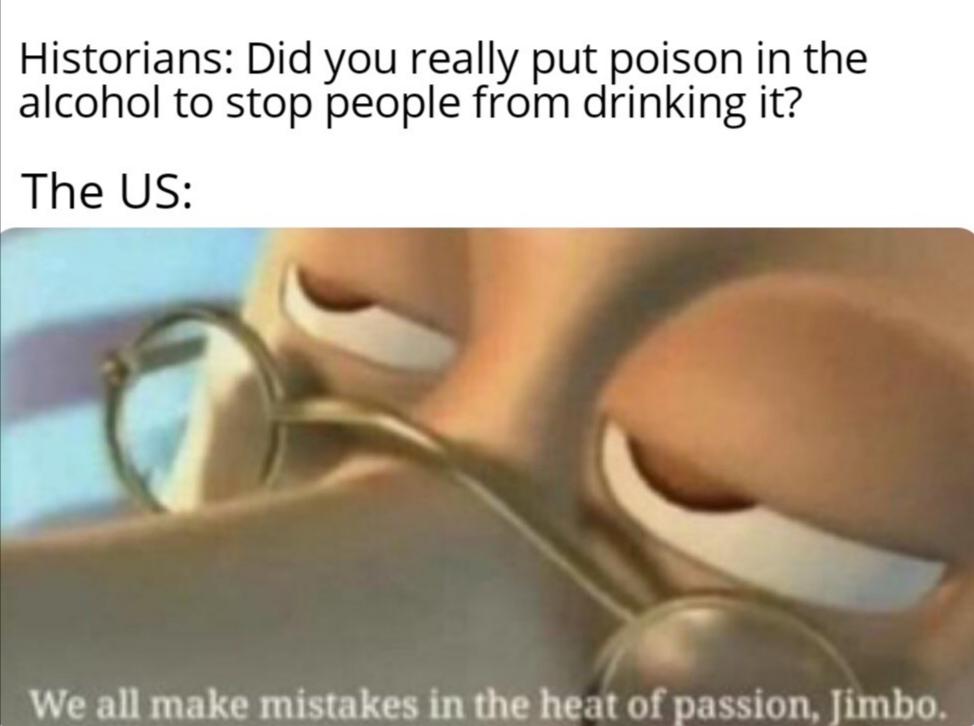 Historians: Did you really put poison in the
alcohol to stop people from drinking it?
The US:
We all make mistakes in the heat of passion, Jimbo.